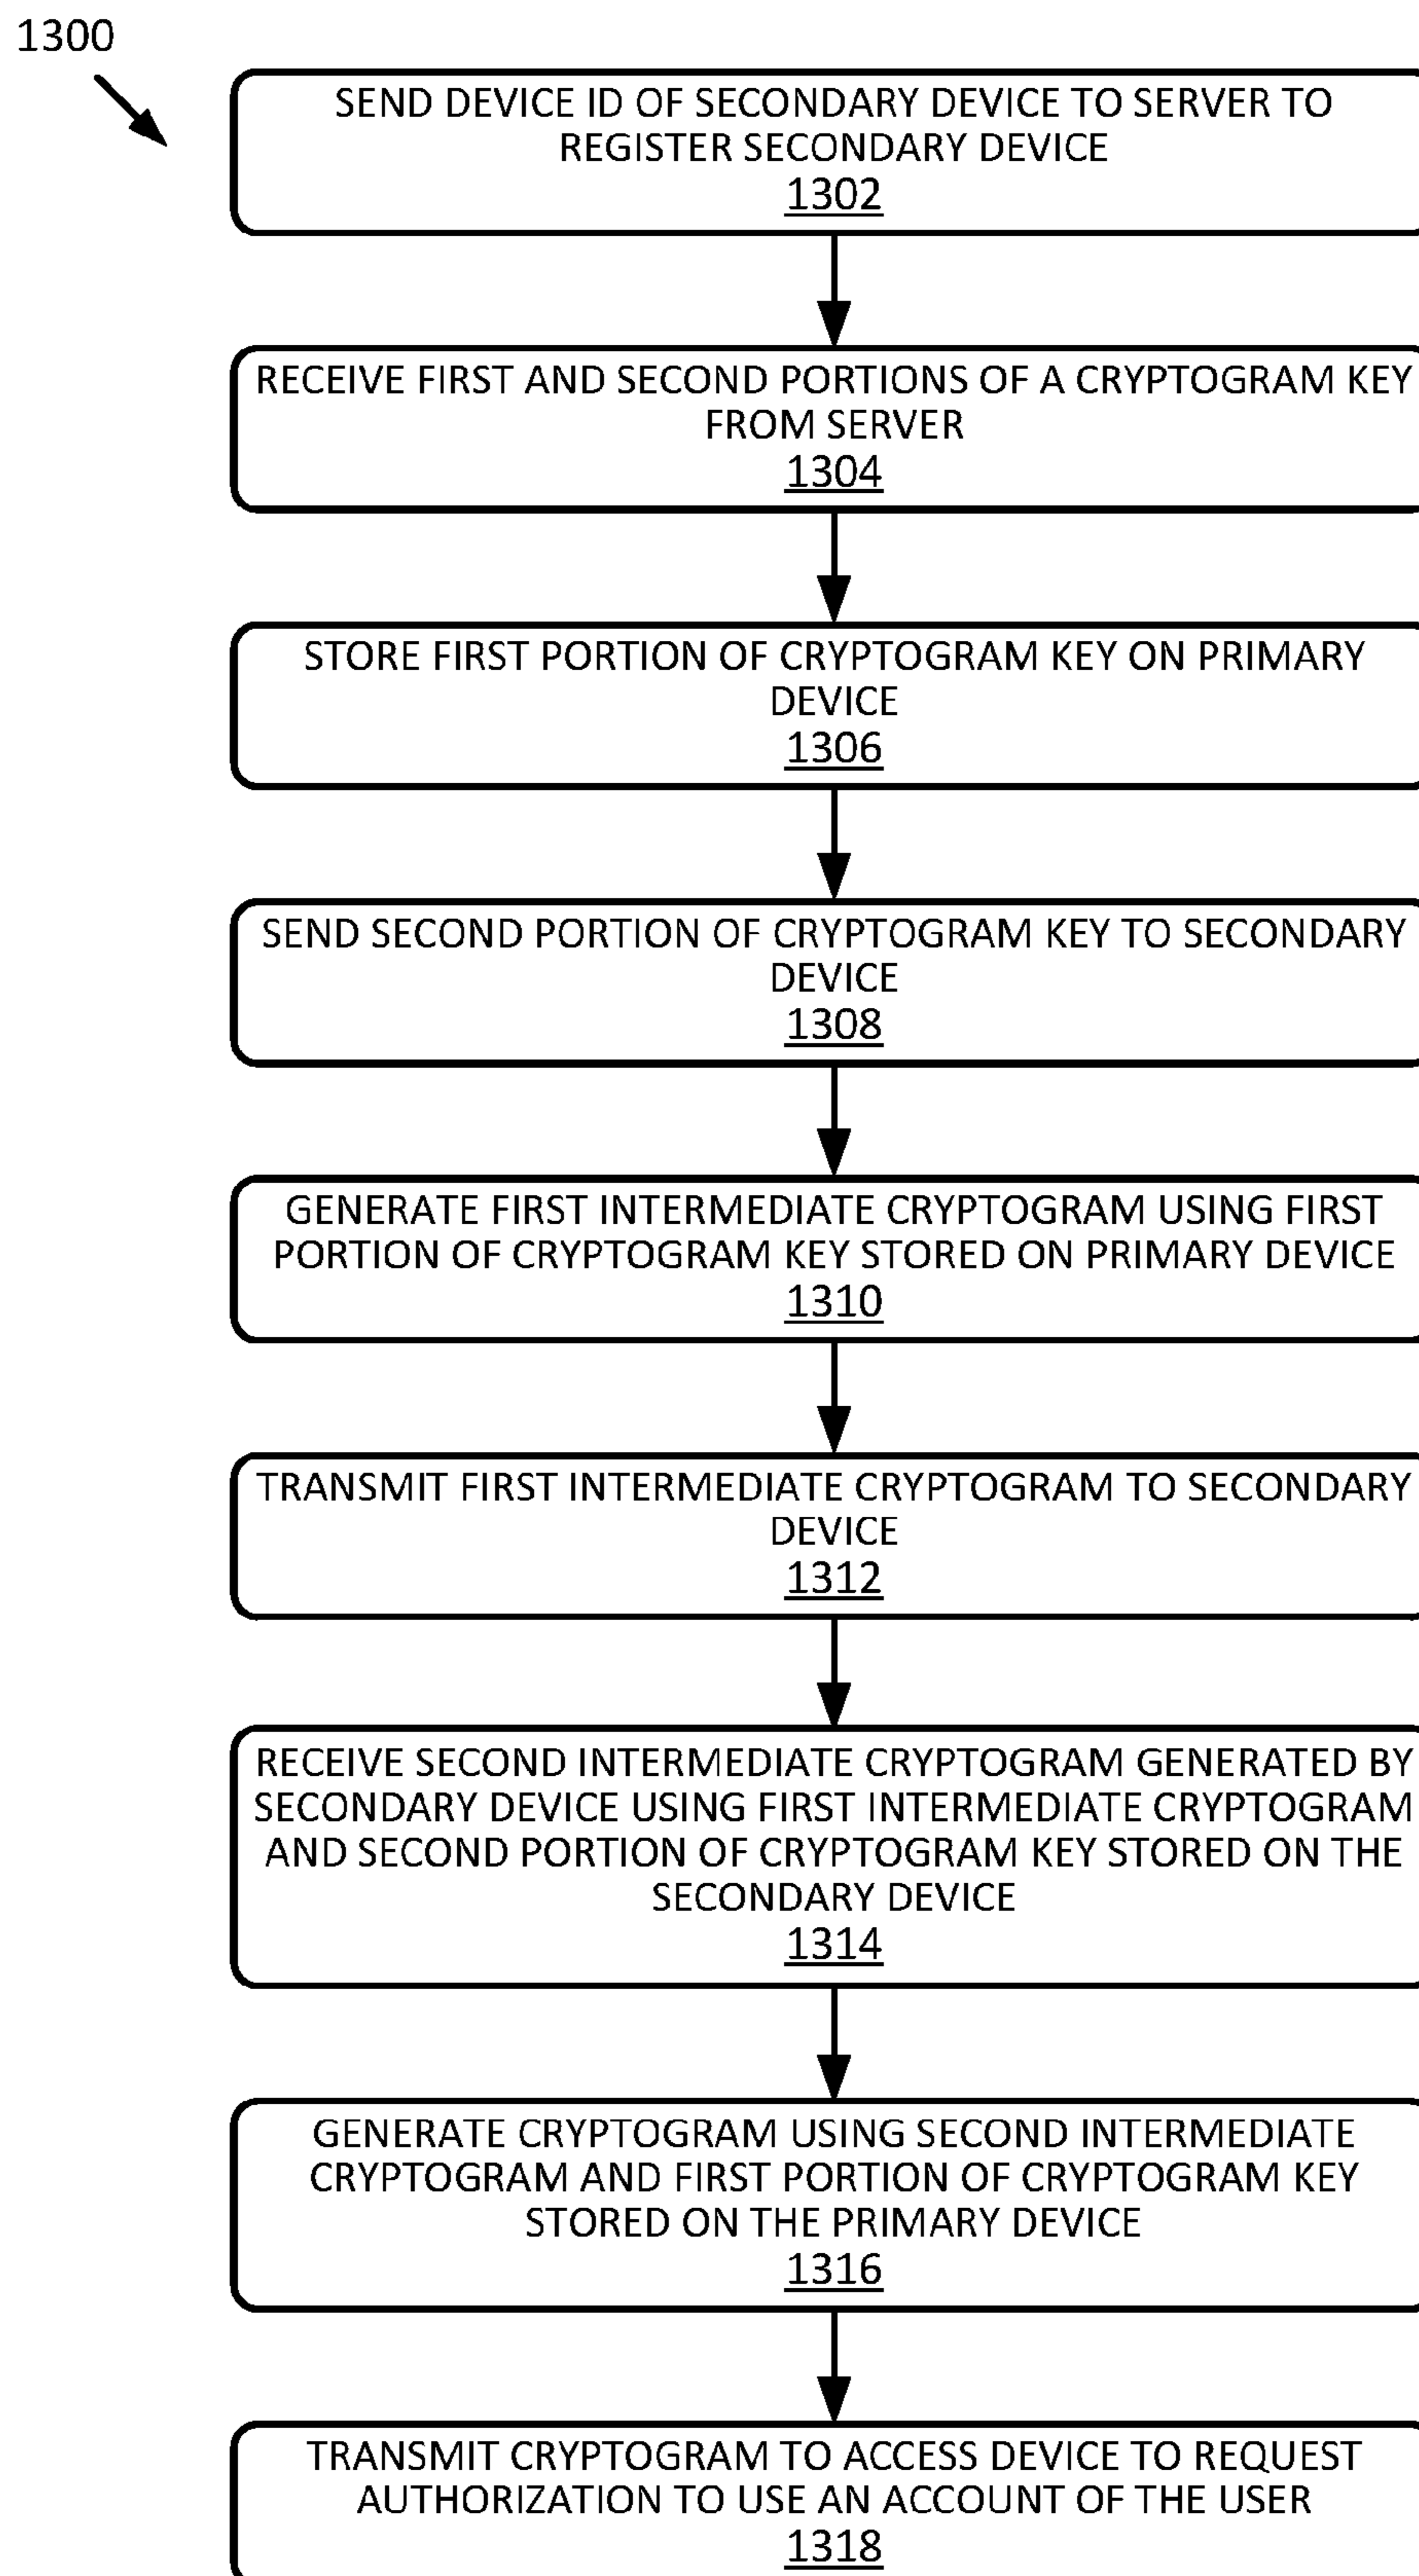 1300
SEND DEVICE ID OF SECONDARY DEVICE TO SERVER TO
REGISTER SECONDARY DEVICE
1302
RECEIVE FIRST AND SECOND PORTIONS OF A CRYPTOGRAM KEY
FROM SERVER
1304
STORE FIRST PORTION OF CRYPTOGRAM KEY ON PRIMARY
DEVICE
1306
SEND SECOND PORTION OF CRYPTOGRAM KEY TO SECONDARY
DEVICE
1308
GENERATE FIRST INTERMEDIATE CRYPTOGRAM USING FIRST
PORTION OF CRYPTOGRAM KEY STORED ON PRIMARY DEVICE
1310
TRANSMIT FIRST INTERMEDIATE CRYPTOGRAM TO SECONDARY
DEVICE
1312
RECEIVE SECOND INTERMEDIATE CRYPTOGRAM GENERATED BY
SECONDARY DEVICE USING FIRST INTERMEDIATE CRYPTOGRAM
AND SECOND PORTION OF CRYPTOGRAM KEY STORED ON THE
SECONDARY DEVICE
1314
GENERATE CRYPTOGRAM USING SECOND INTERMEDIATE
CRYPTOGRAM AND FIRST PORTION OF CRYPTOGRAM KEY
STORED ON THE PRIMARY DEVICE
1316
TRANSMIT CRYPTOGRAM TO ACCESS DEVICE TO REQUEST
AUTHORIZATION TO USE AN ACCOUNT OF THE USER
1318